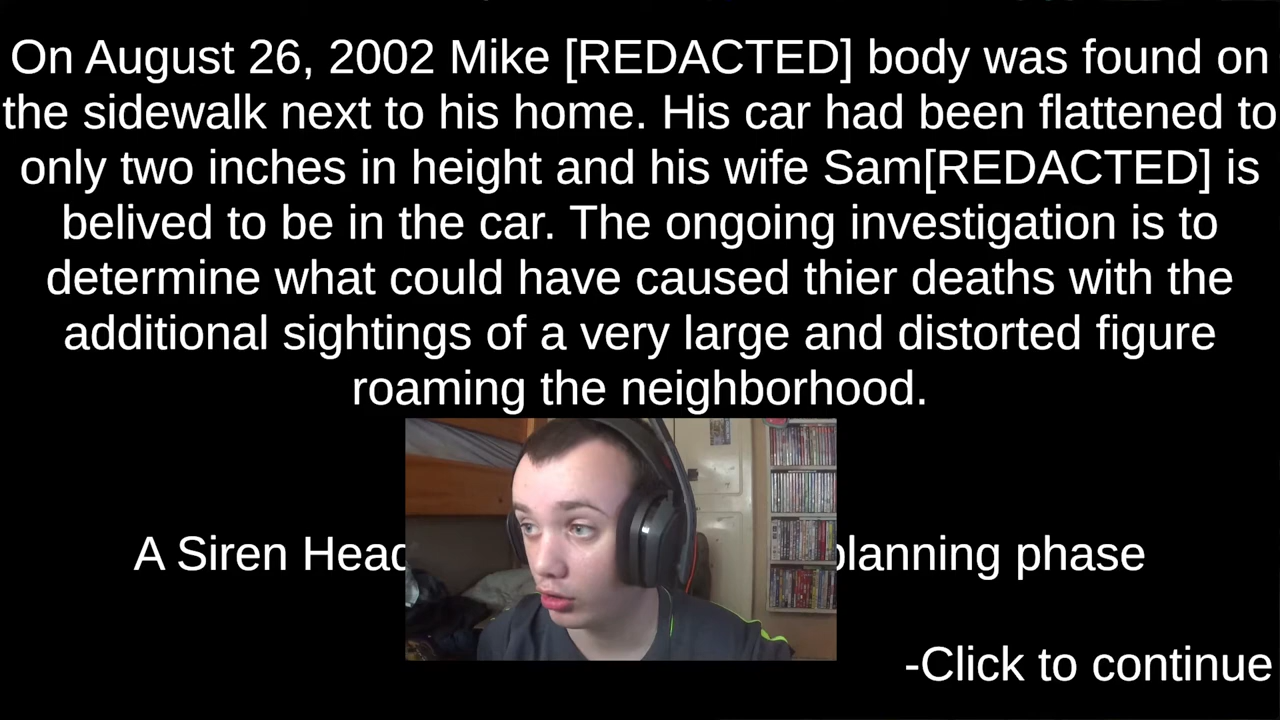 On August 26, 2002 Mike [REDACTED] body was found on
the sidewalk next to his home. His car had been flattened to
only two inches in height and his wife Sam[REDACTED] is
belived to be in the car. The ongoing investigation is to
determine what could have caused thier deaths with the
additional sightings of a very large and distorted figure
roaming the neighborhood.
A Siren Head planning phase
-Click to continue